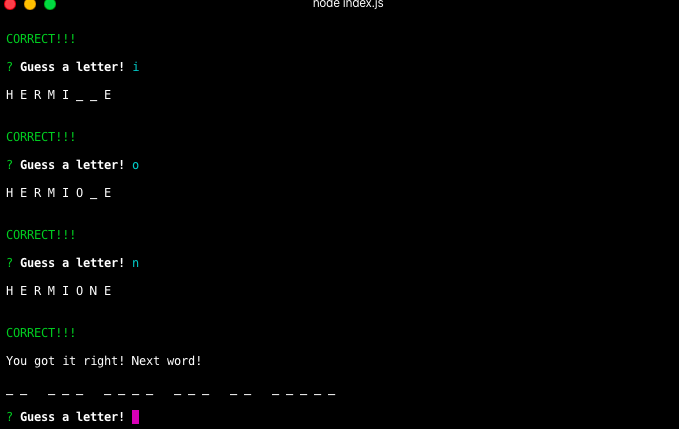 node index.js
CORRECT!!!
? Guess a letter! i
H E R M I _ _ E
CORRECT!!!
? Guess a letter! o
H E R M I O _ E
CORRECT!!!
? Guess a letter! n
H E R M I O N E
CORRECT!!!
You got it right! Next word!
_ _   _ _ _   _ _ _ _   _ _ _   _ _   _ _ _ _ _
? Guess a letter!